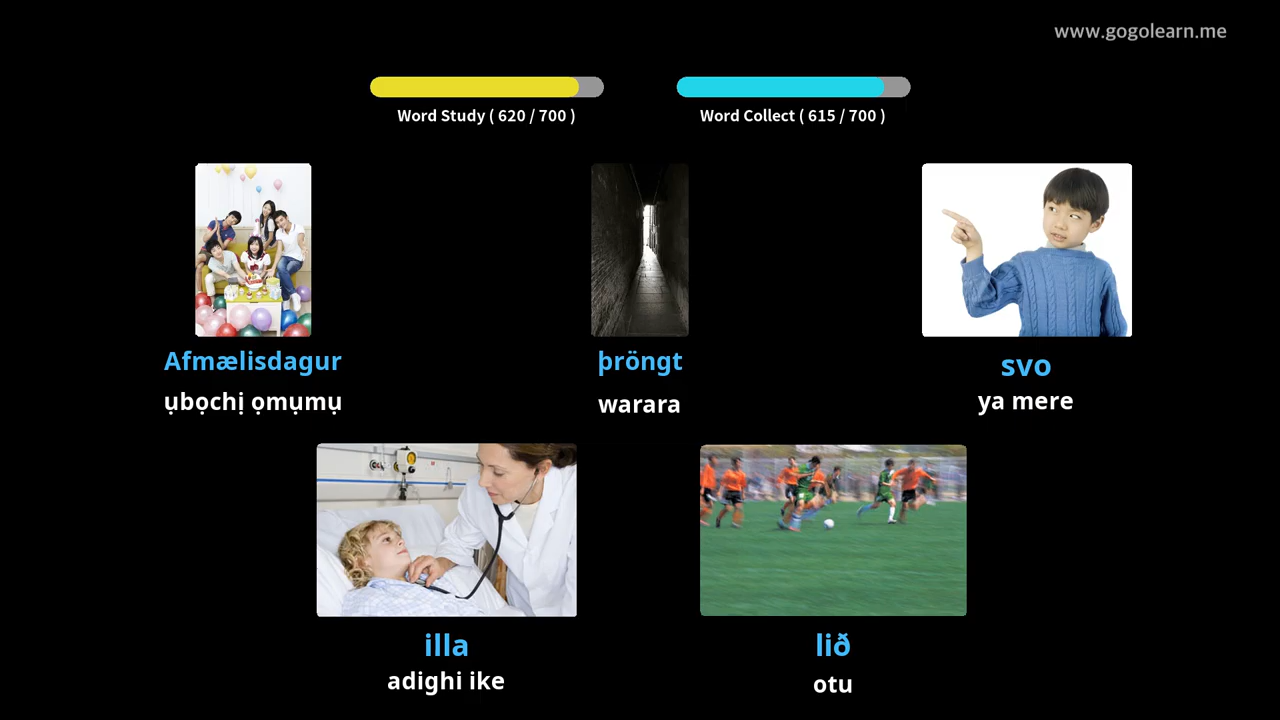 www.gogolearn.me
Word Study ( 620 / 700 )
Word Collect ( 615 / 700 )
Afmælisdagur
ụbọchị ọmụmụ
þröngt
warara
svo
ya mere
illa
adighi ike
lið
otu